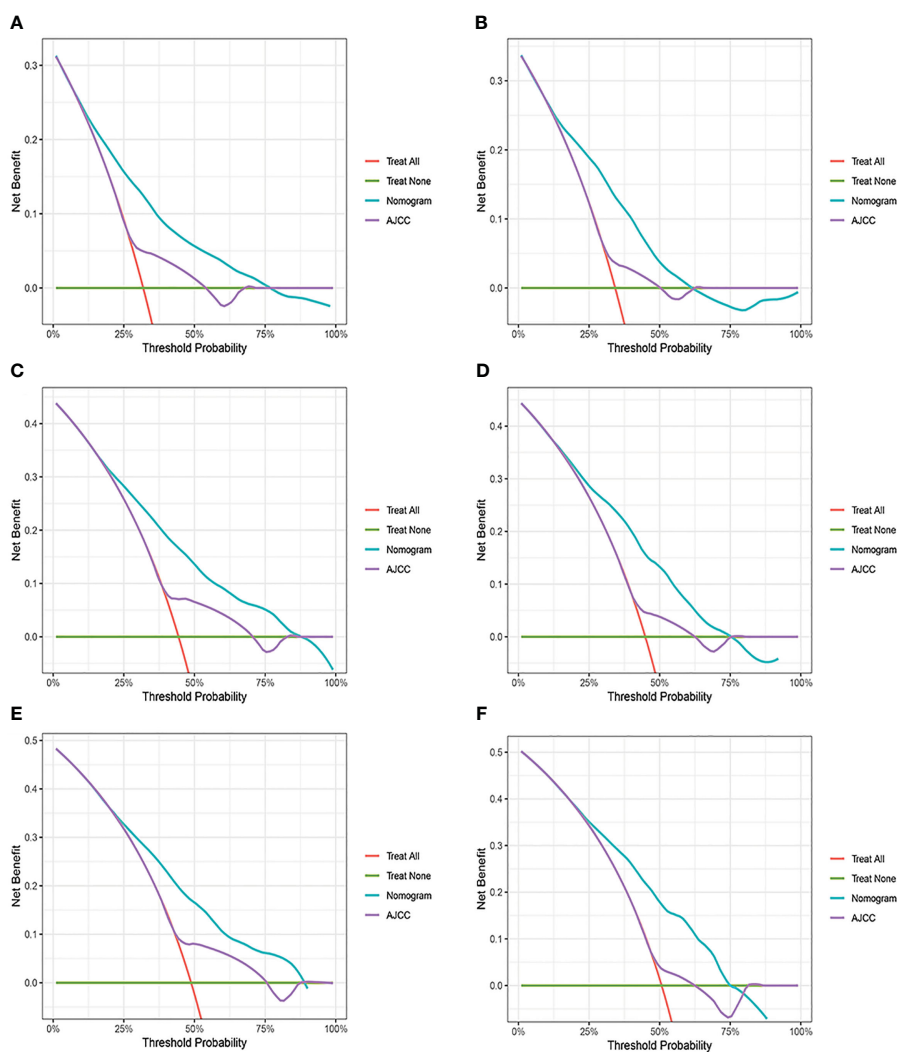 A
Net Benefit
0.3
0.2
0.1
0.0
0% 25% 50% 75% 100%
Threshold Probability
Treat All
Treat None
Nomogram
AJCC
B
Net Benefit
0.3
0.2
0.1
0.0
0% 25% 50% 75% 100%
Threshold Probability
Treat All
Treat None
Nomogram
AJCC
C
Net Benefit
0.4
0.3
0.2
0.1
0.0
0% 25% 50% 75% 100%
Threshold Probability
Treat All
Treat None
Nomogram
AJCC
D
Net Benefit
0.4
0.3
0.2
0.1
0.0
0% 25% 50% 75% 100%
Threshold Probability
Treat All
Treat None
Nomogram
AJCC
E
Net Benefit
0.5
0.4
0.3
0.2
0.1
0.0
0% 25% 50% 75% 100%
Threshold Probability
Treat All
Treat None
Nomogram
AJCC
F
Net Benefit
0.5
0.4
0.3
0.2
0.1
0.0
0% 25% 50% 75% 100%
Threshold Probability
Treat All
Treat None
Nomogram
AJCC